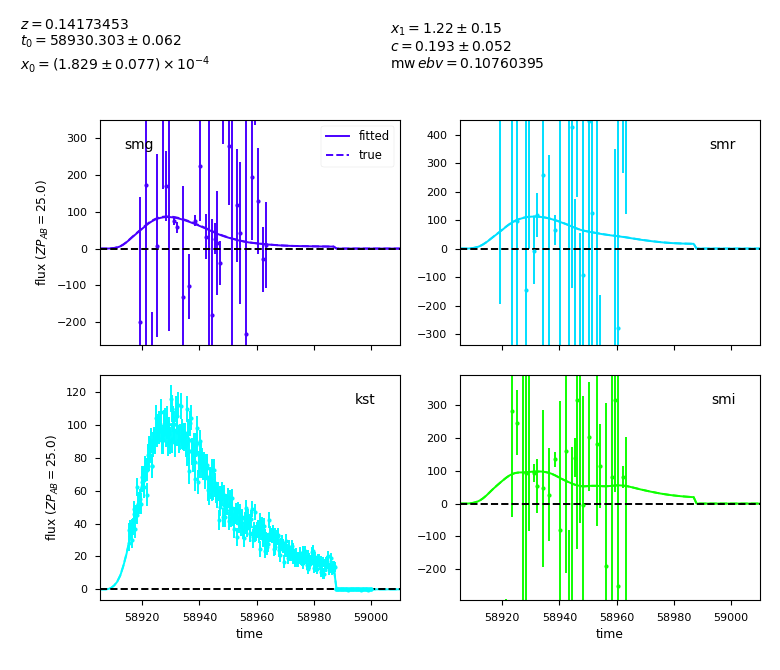 z = 0.14173453
t₀ = 58930.303 ± 0.062
x₀ = (1.829 ± 0.077) × 10⁻⁴
x₁ = 1.22 ± 0.15
c = 0.193 ± 0.052
mw ebv = 0.10760395
smg
fitted
true
flux (ZP_AB = 25.0)
300
200
100
0
−100
−200
smr
400
300
200
100
0
−100
−200
−300
kst
flux (ZP_AB = 25.0)
120
100
80
60
40
20
0
58920 58940 58960 58980 59000
time
smi
300
200
100
0
−100
−200
58920 58940 58960 58980 59000
time